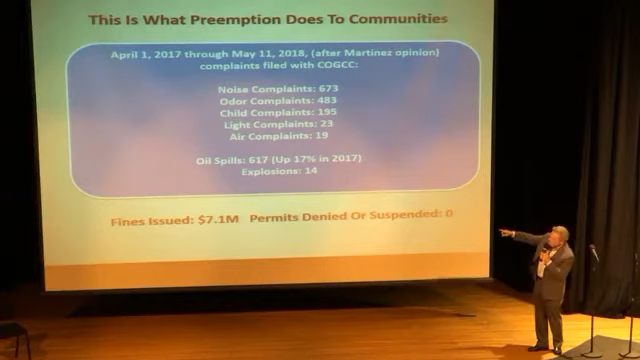 This Is What Preemption Does To Communities
April 1, 2017 through May 11, 2018, (after Martinez opinion)
complaints filed with COGCC:
Noise Complaints: 673
Odor Complaints: 483
Child Complaints: 195
Light Complaints: 23
Air Complaints: 19
Oil Spills: 617 (Up 17% in 2017)
Explosions: 14
Fines Issued: $7.1M Permits Denied Or Suspended: 0